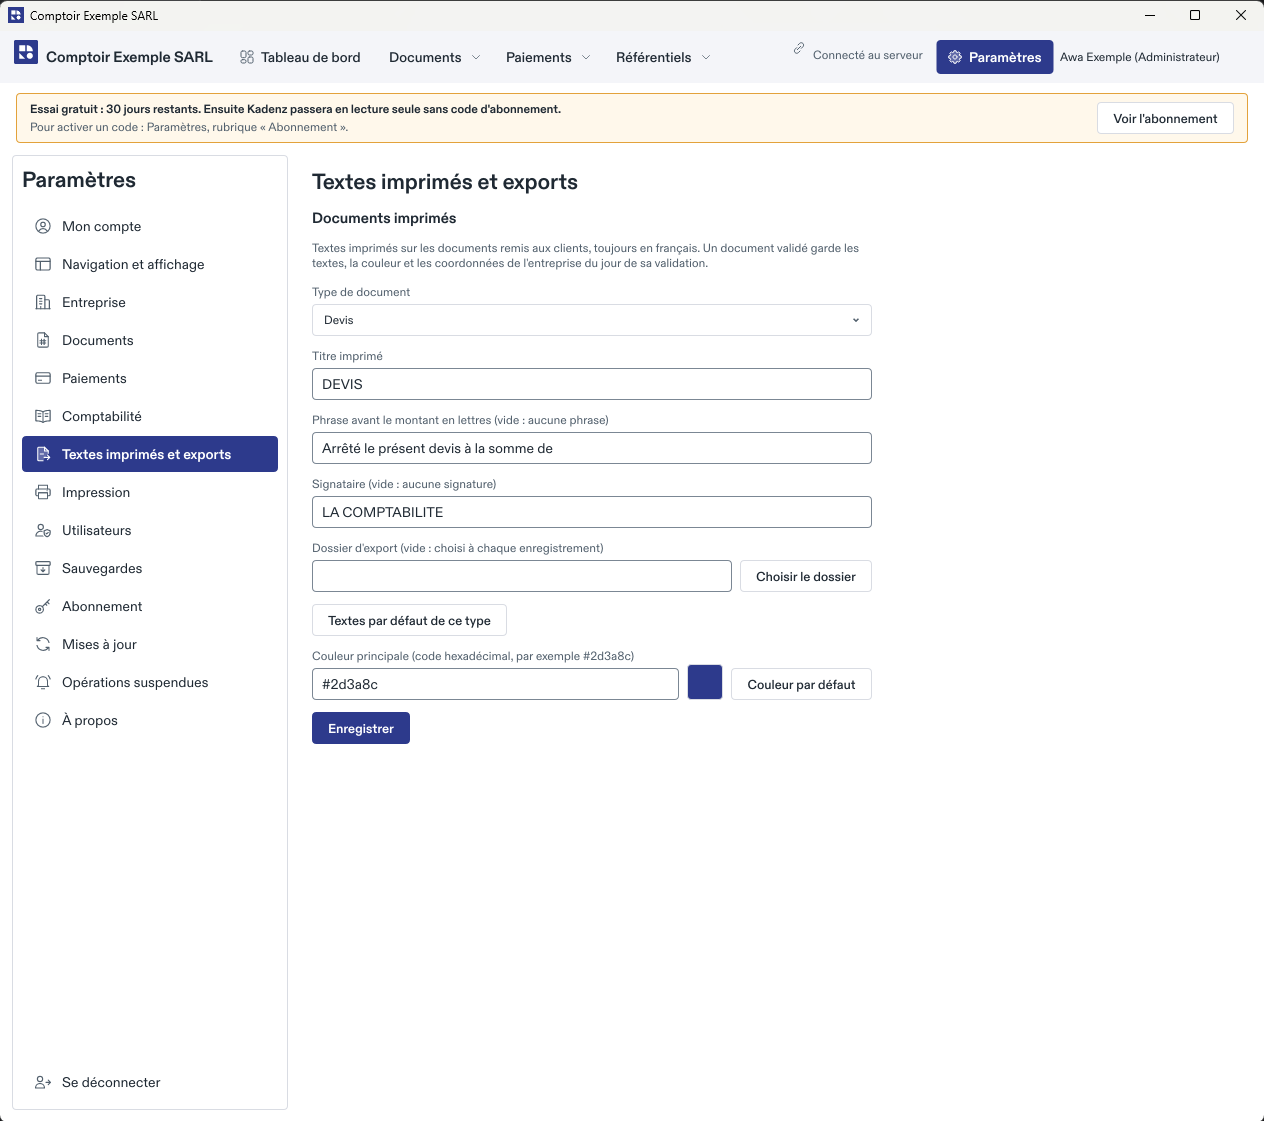 Comptoir Exemple SARL
Comptoir Exemple SARL
Tableau de bord
Documents
Paiements
Référentiels
Connecté au serveur
Paramètres
Awa Exemple (Administrateur)
Essai gratuit : 30 jours restants. Ensuite Kadenz passera en lecture seule sans code d'abonnement.
Pour activer un code : Paramètres, rubrique « Abonnement ».
Voir l'abonnement
Paramètres
Mon compte
Navigation et affichage
Entreprise
Documents
Paiements
Comptabilité
Textes imprimés et exports
Impression
Utilisateurs
Sauvegardes
Abonnement
Mises à jour
Opérations suspendues
À propos
Se déconnecter
Textes imprimés et exports
Documents imprimés
Textes imprimés sur les documents remis aux clients, toujours en français. Un document validé garde les
textes, la couleur et les coordonnées de l'entreprise du jour de sa validation.
Type de document
Devis
Titre imprimé
DEVIS
Phrase avant le montant en lettres (vide : aucune phrase)
Arrêté le présent devis à la somme de
Signataire (vide : aucune signature)
LA COMPTABILITE
Dossier d'export (vide : choisi à chaque enregistrement)
Choisir le dossier
Textes par défaut de ce type
Couleur principale (code hexadécimal, par exemple #2d3a8c)
#2d3a8c
Couleur par défaut
Enregistrer